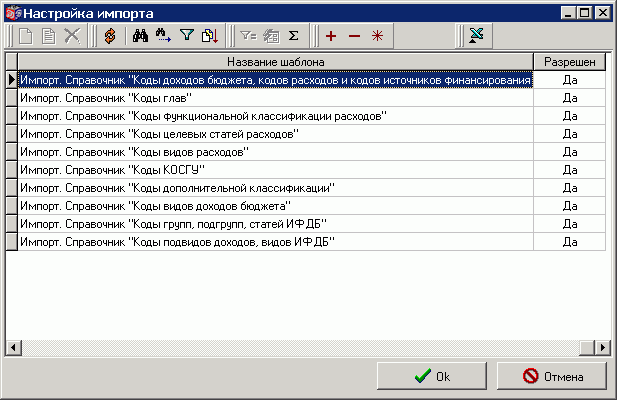 Настройка импорта
Название шаблона Разрешен
Импорт. Справочник "Коды доходов бюджета, кодов расходов и кодов источников финансирования Да
Импорт. Справочник "Коды глав" Да
Импорт. Справочник "Коды функциональной классификации расходов" Да
Импорт. Справочник "Коды целевых статей расходов" Да
Импорт. Справочник "Коды видов расходов" Да
Импорт. Справочник "Коды КОСГУ" Да
Импорт. Справочник "Коды дополнительной классификации" Да
Импорт. Справочник "Коды видов доходов бюджета" Да
Импорт. Справочник "Коды групп, подгрупп, статей ИФДБ" Да
Импорт. Справочник "Коды подвидов доходов, видов ИФДБ" Да
Ok Отмена